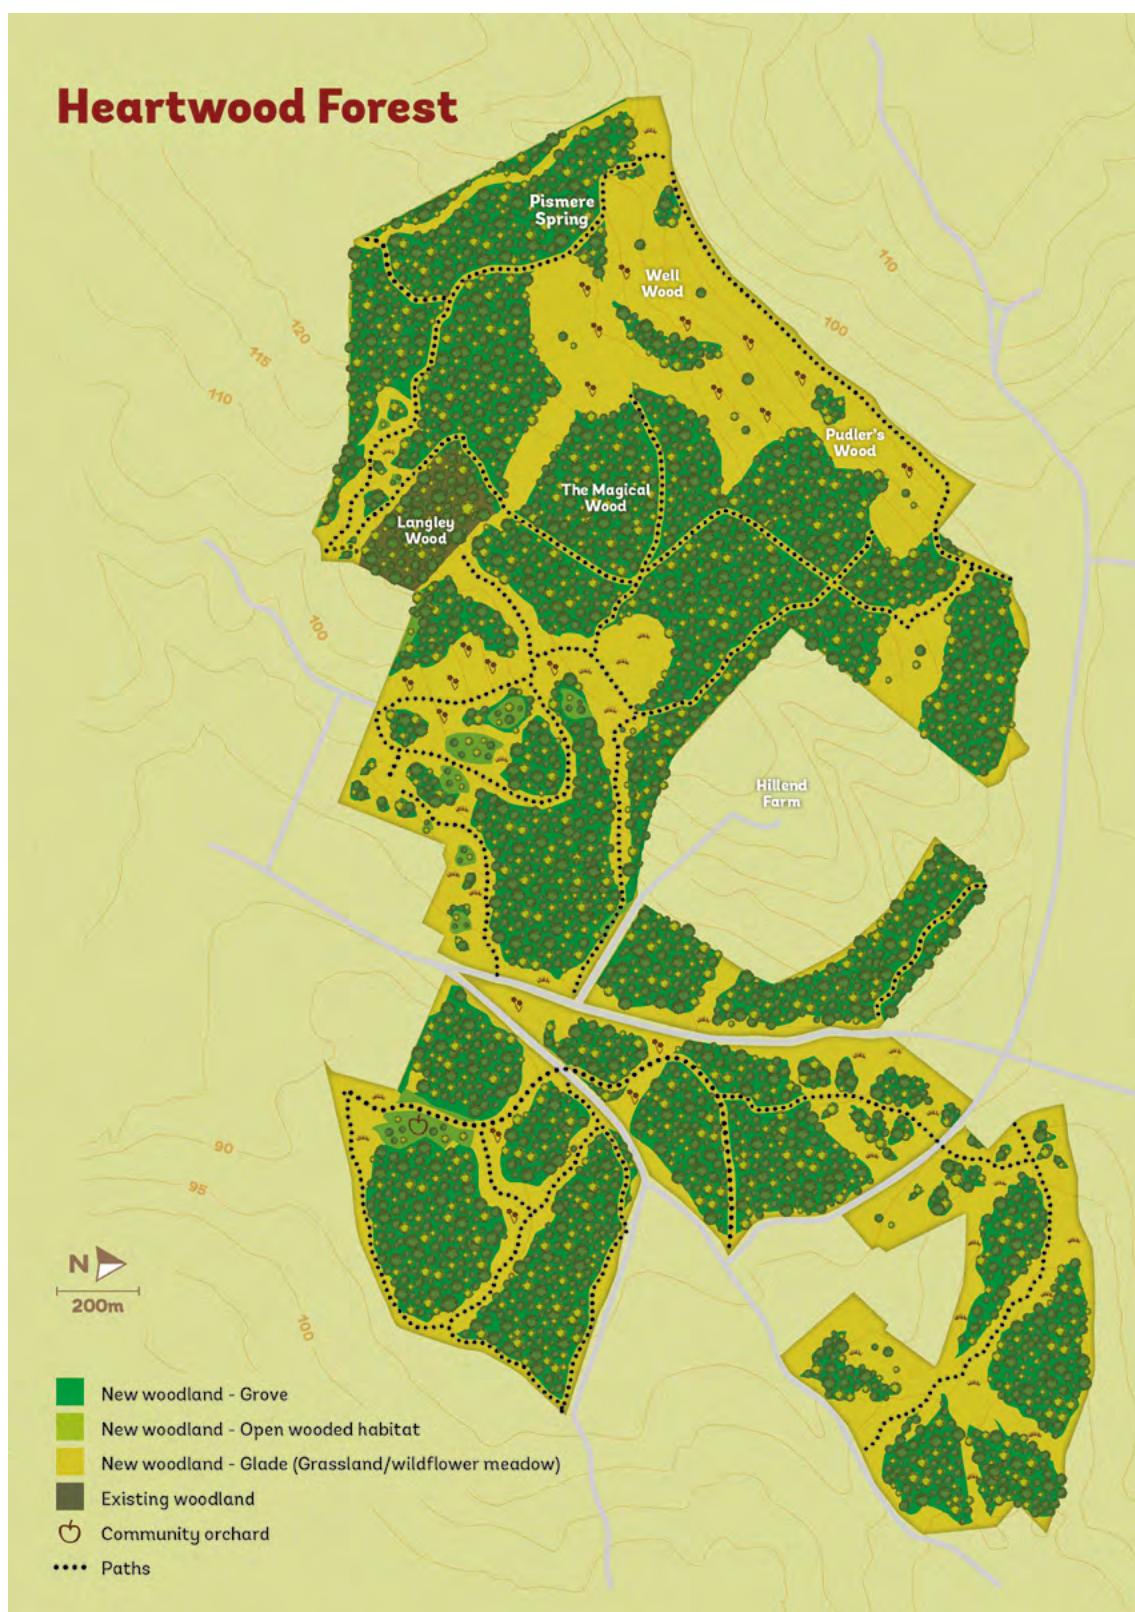 Heartwood Forest
Pismere
Spring
Well
Wood
110
100
120
115
110
Pudler's
Wood
The Magical
Wood
Langley
Wood
100
Hillend
Farm
90
95
N
200m
100
New woodland - Grove
New woodland - Open wooded habitat
New woodland - Glade (Grassland/wildflower meadow)
Existing woodland
Community orchard
Paths